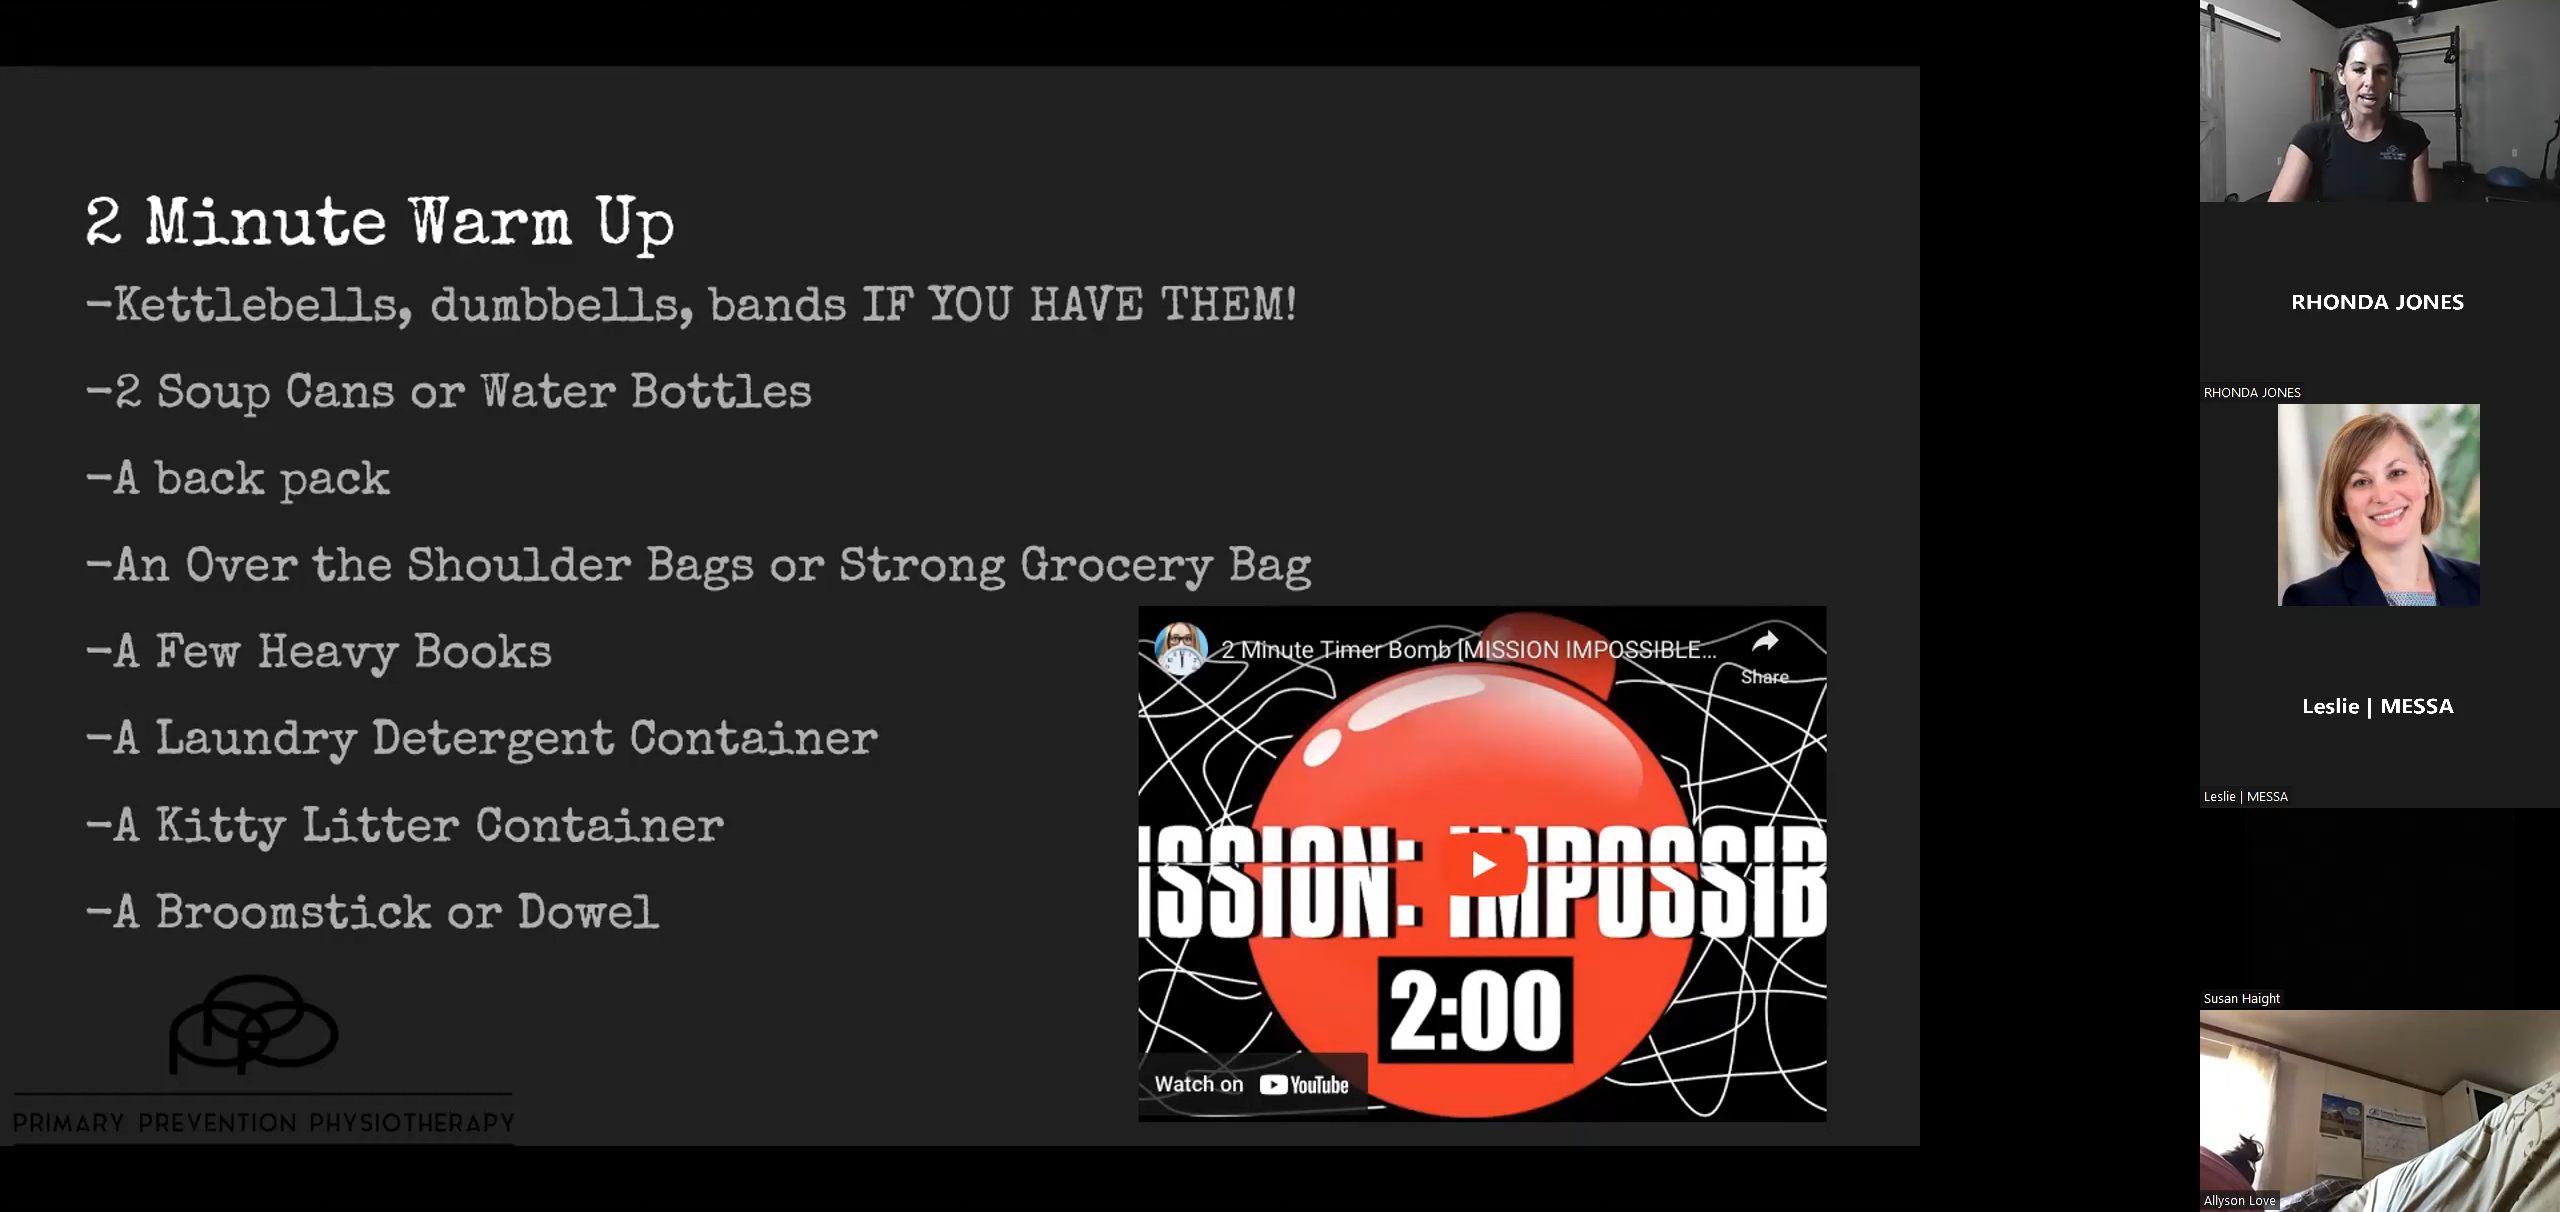 2 Minute Warm Up
-Kettlebells, dumbbells, bands IF YOU HAVE THEM!
-2 Soup Cans or Water Bottles
-A back pack
-An Over the Shoulder Bags or Strong Grocery Bag
-A Few Heavy Books
-A Laundry Detergent Container
-A Kitty Litter Container
-A Broomstick or Dowel
PRIMARY PREVENTION PHYSIOTHERAPY
2 Minute Timer Bomb [MISSION IMPOSSIBLE...
Share
ISSION: IMPOSSIB
2:00
Watch on YouTube
RHONDA JONES
RHONDA JONES
Leslie | MESSA
Leslie | MESSA
Susan Haight
Allyson Love